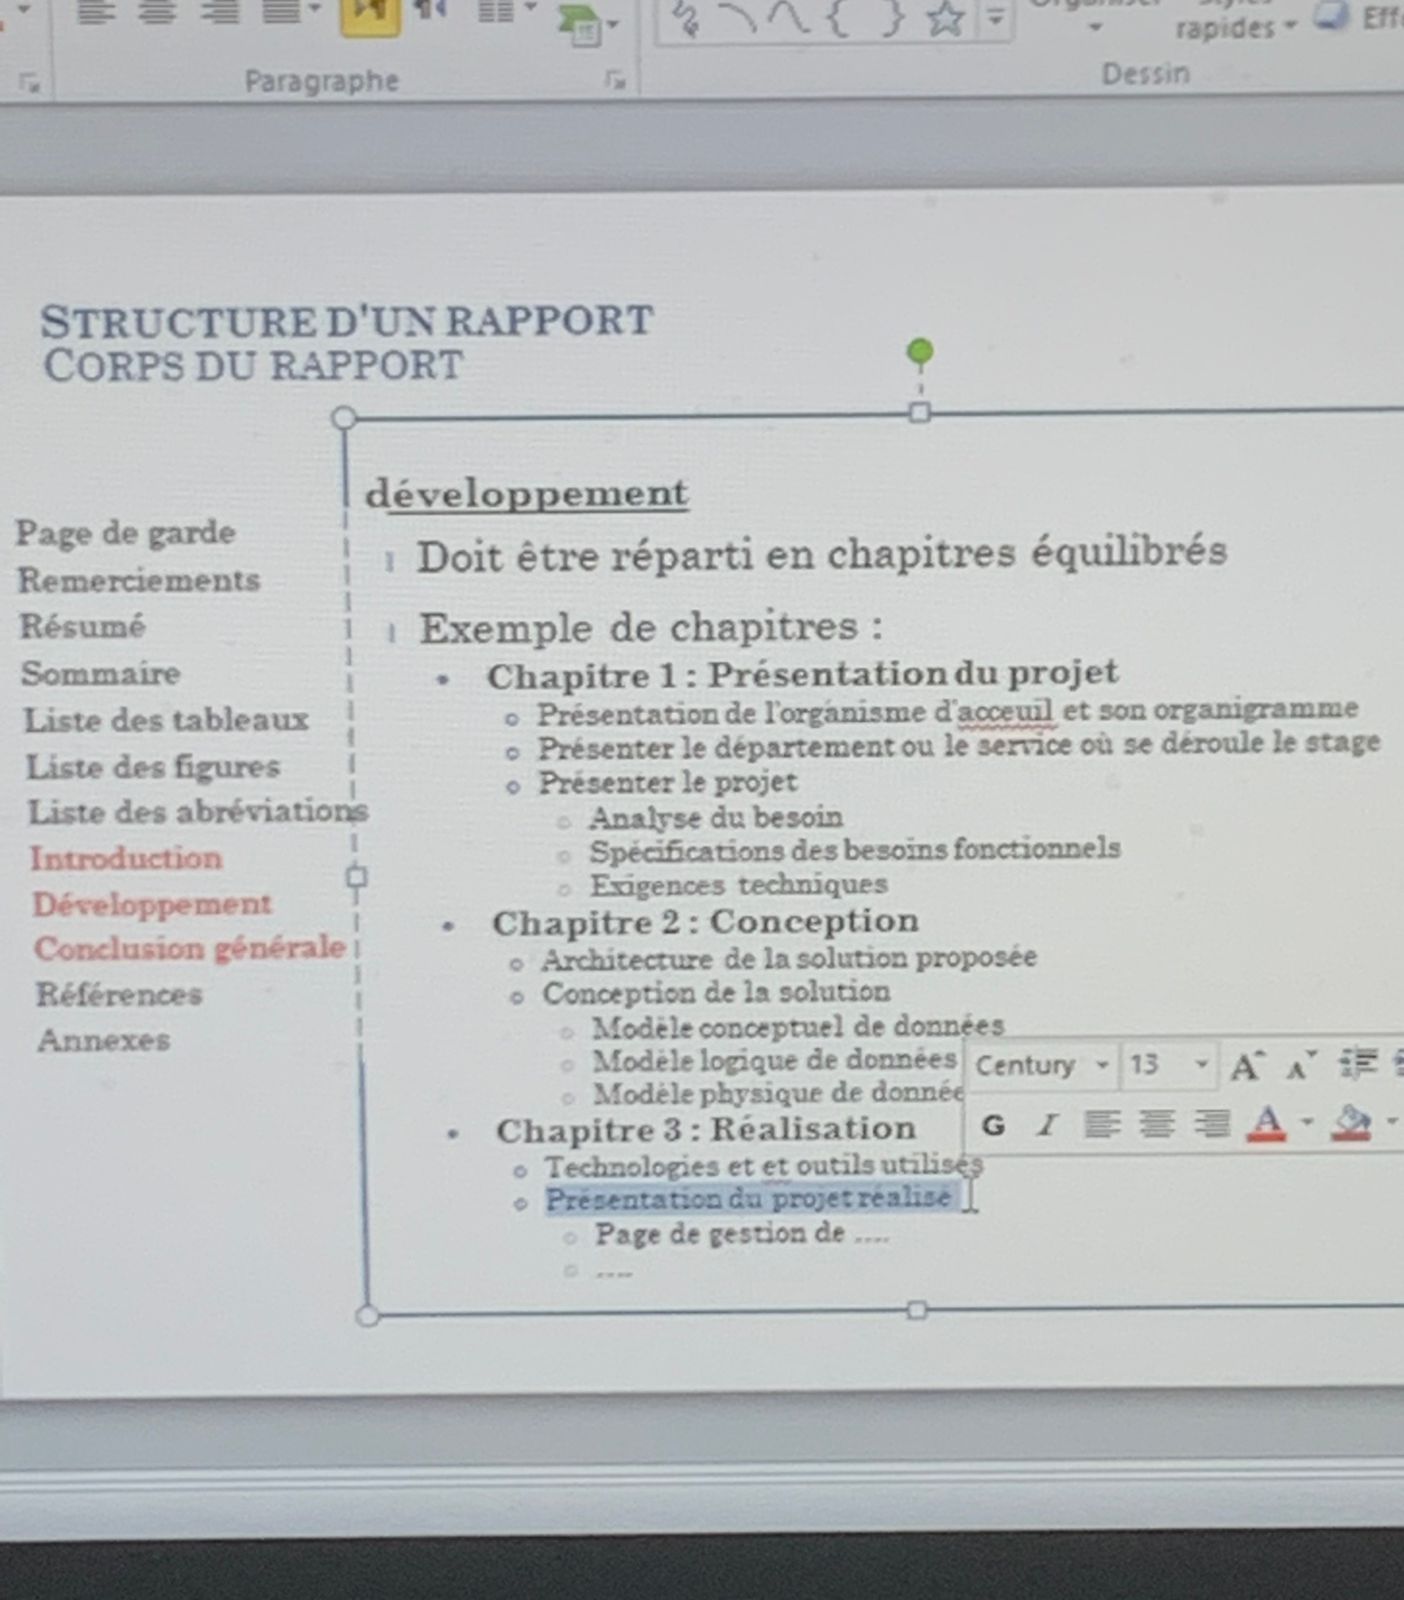 Paragraphe
Dessin
rapides
STRUCTURE D'UN RAPPORT
CORPS DU RAPPORT
développement
Doit être réparti en chapitres équilibrés
Exemple de chapitres :
Chapitre 1 : Présentation du projet
Présentation de l'organisme d'acceuil et son organigramme
Présenter le département ou le service où se déroule le stage
Présenter le projet
Analyse du besoin
Spécifications des besoins fonctionnels
Exigences techniques
Chapitre 2 : Conception
Architecture de la solution proposée
Conception de la solution
Modèle conceptuel de données
Modèle logique de données
Modèle physique de donnée
Chapitre 3 : Réalisation
Technologies et et outils utilisés
Présentation du projet réalisé
Page de gestion de ....
....
Page de garde
Remerciements
Résumé
Sommaire
Liste des tableaux
Liste des figures
Liste des abréviations
Introduction
Développement
Conclusion générale
Références
Annexes
Century 13
G I A